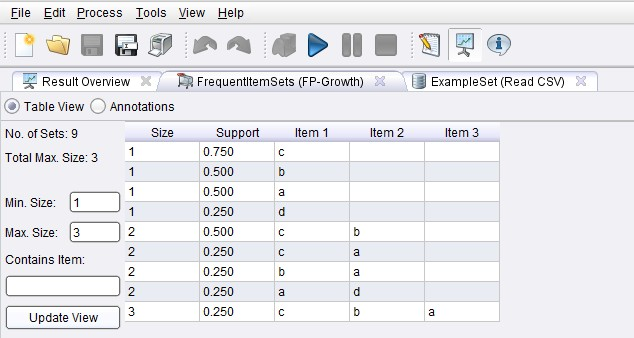 File Edit Process Tools View Help
Result Overview FrequentItemSets (FP-Growth) ExampleSet (Read CSV)
Table View Annotations
No. of Sets: 9
Total Max. Size: 3
Min. Size: 1
Max. Size: 3
Contains Item:
Update View
Size Support Item 1 Item 2 Item 3
1 0.750 c
1 0.500 b
1 0.500 a
1 0.250 d
2 0.500 c b
2 0.250 c a
2 0.250 b a
2 0.250 a d
3 0.250 c b a